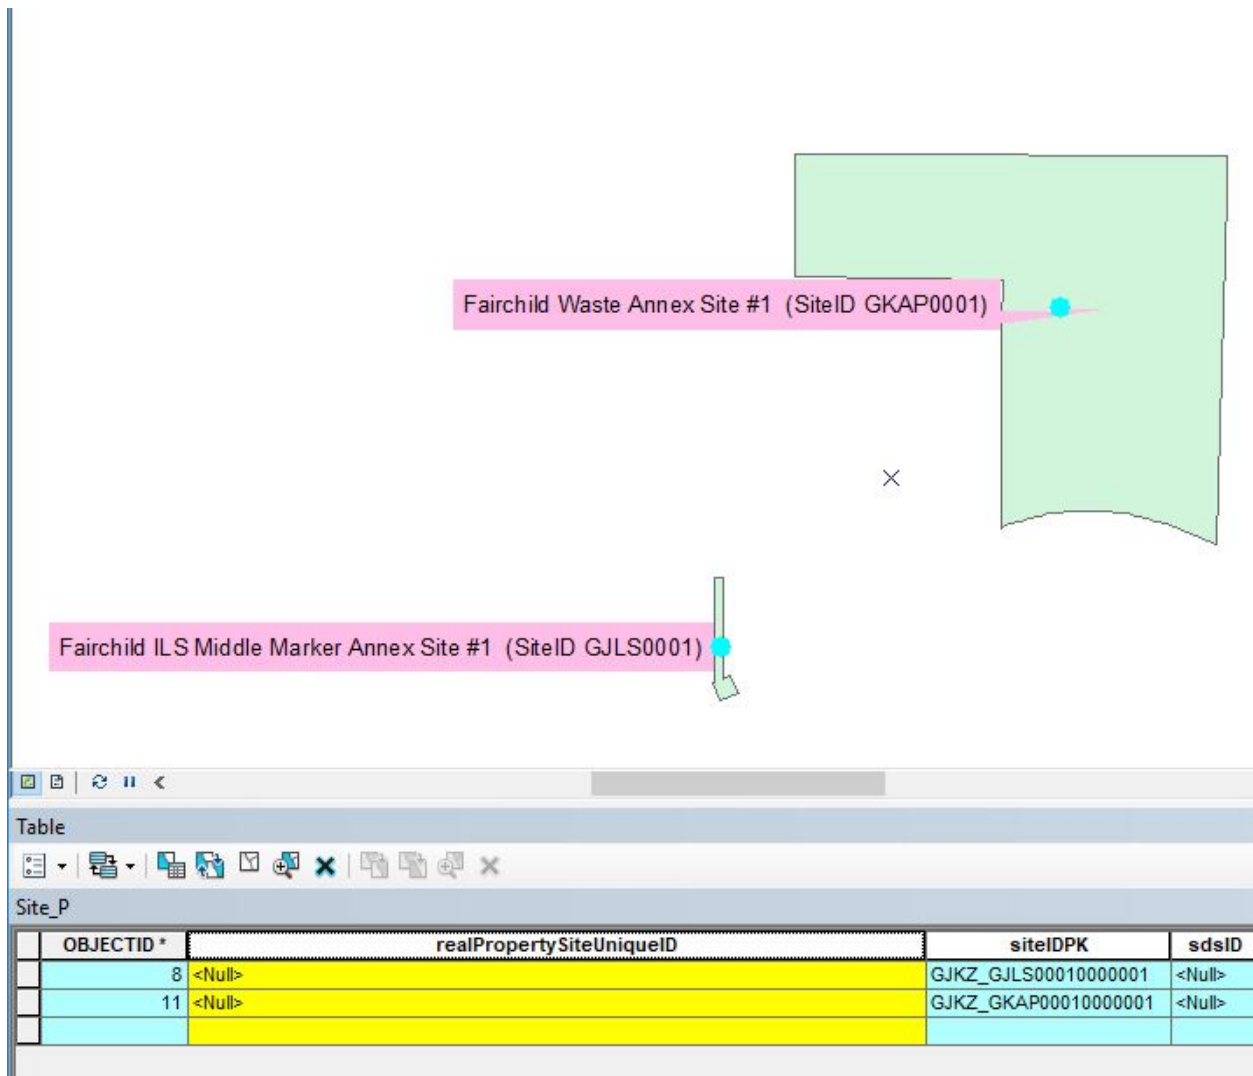 Fairchild Waste Annex Site #1 (SiteID GKAP0001)
Fairchild ILS Middle Marker Annex Site #1 (SiteID GJLS0001)
Table
Site_P
OBJECTID * realPropertySiteUniqueID siteIDPK sdsID
8 <Null> GJKZ_GJLS00010000001 <Null>
11 <Null> GJKZ_GKAP00010000001 <Null>